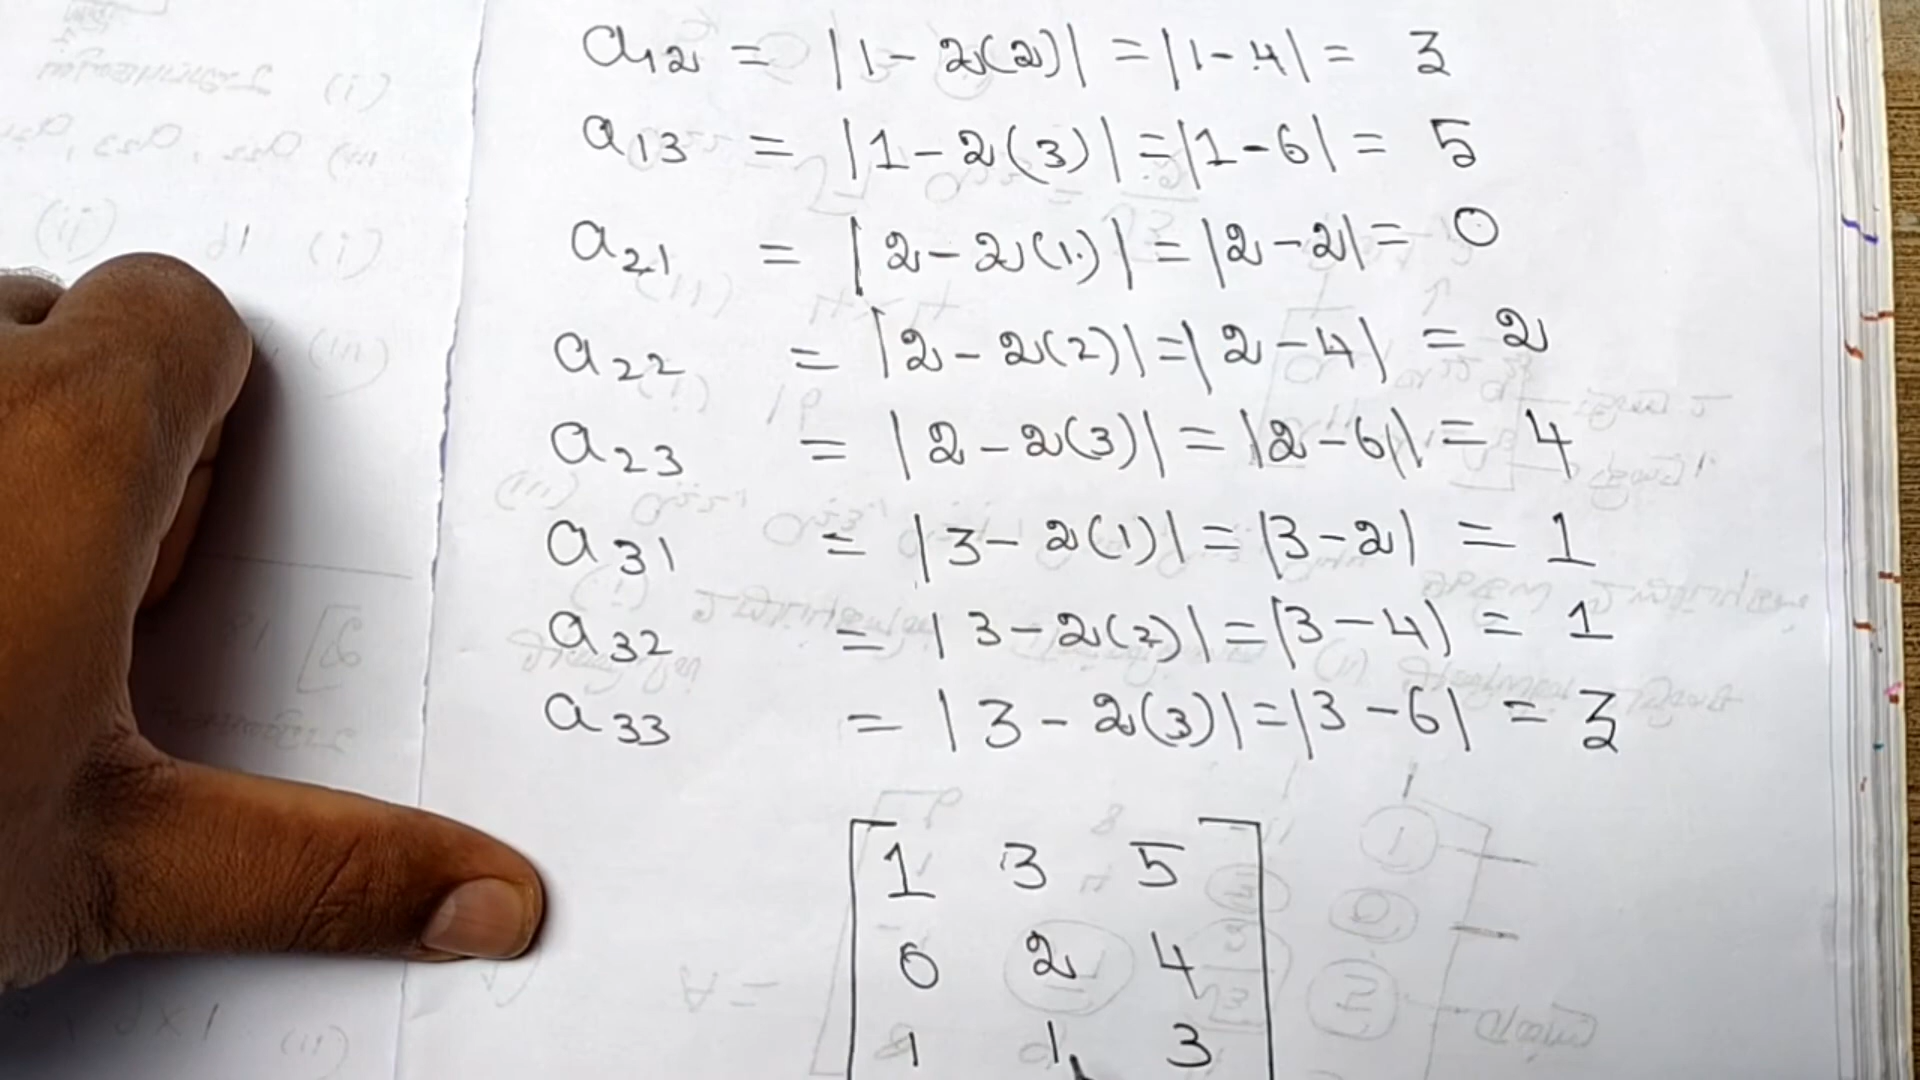 a12 = |1-2(2)| = |1-4| = 3
a13 = |1-2(3)| = |1-6| = 5
a21 = |2-2(1)| = |2-2| = 0
a22 = |2-2(2)| = |2-4| = 2
a23 = |2-2(3)| = |2-6| = 4
a31 = |3-2(1)| = |3-2| = 1
a32 = |3-2(2)| = |3-4| = 1
a33 = |3-2(3)| = |3-6| = 3
1 3 5
0 2 4
1 1 3